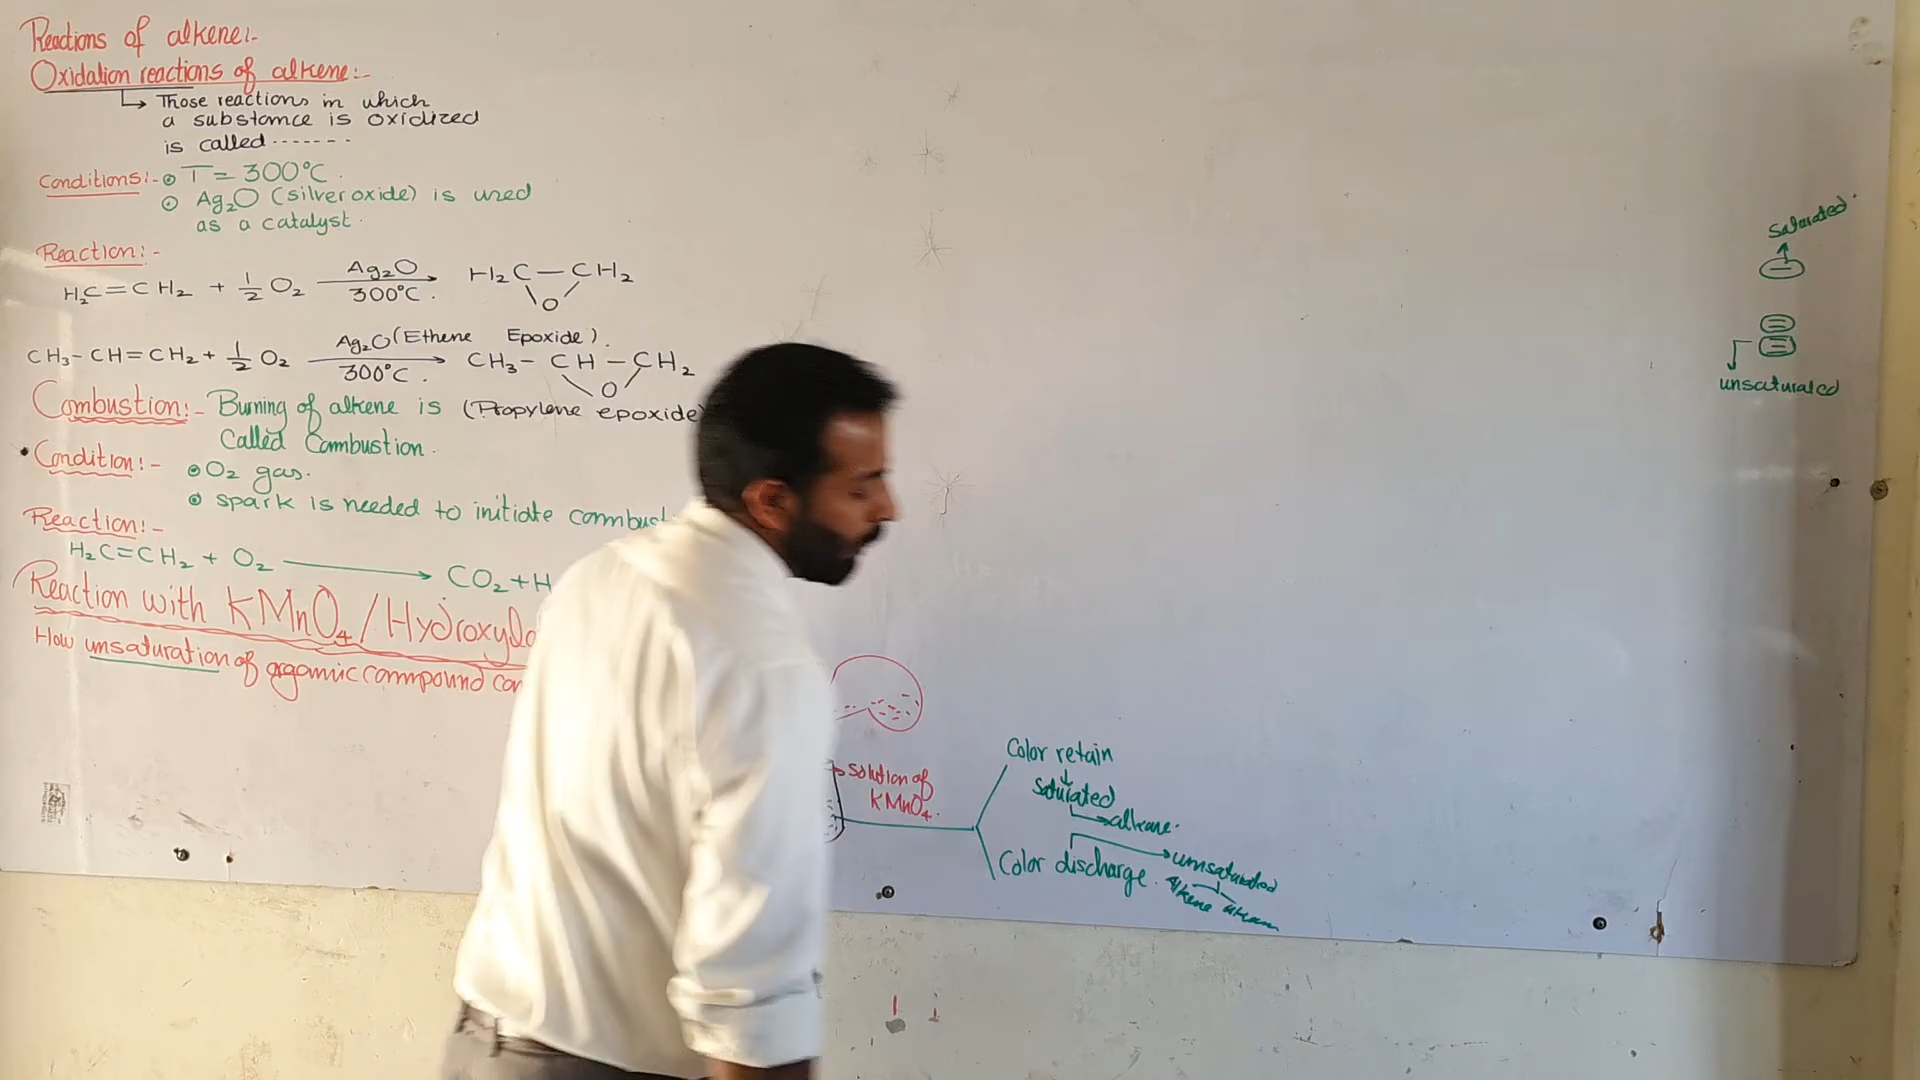 Reactions of alkene:-
Oxidation reactions of alkene:-
Those reactions in which
a substance is oxidized
is called -------
Conditions:- T = 300°C.
Ag₂O (silver oxide) is used
as a catalyst.
Reaction:-
H₂C=CH₂ + 1/2 O₂ Ag₂O 300°C. H₂C — CH₂
O
(Ethene Epoxide).
CH₃-CH=CH₂ + 1/2 O₂ Ag₂O 300°C. CH₃- CH — CH₂
O
(Propylene epoxide
Combustion:- Burning of alkene is
Called Combustion.
Condition:- O₂ gas.
spark is needed to initiate
Reaction:-
H₂C=CH₂ + O₂ → CO₂ + H
Reaction with KMnO₄ /
How unsaturation of organic compound
solution of
KMnO₄.
Color retain
saturated
alkane.
Color discharge.
unsaturated
alkene
saturated.
unsaturated